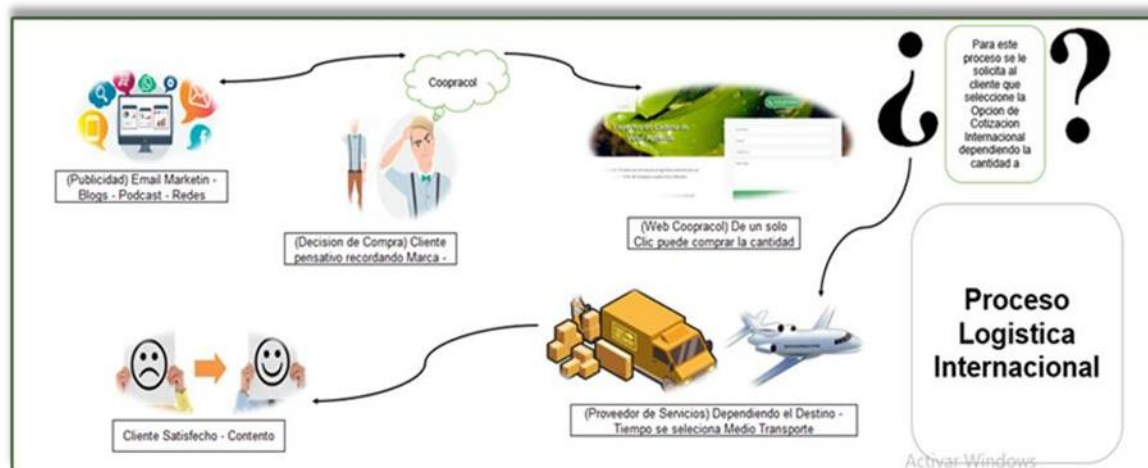 Coopracol
(Publicidad) Email Marketin -
Blogs - Podcast - Redes
(Decision de Compra) Cliente
pensativo recordando Marca -
(Web Coopracol) De un solo
Clic puede comprar la cantidad
¿
Para este
proceso se le
solicita al
cliente que
seleccione la
Opcion de
Cotizacion
Internacional
dependiendo la
cantidad a
?
Proceso
Logistica
Internacional
(Proveedor de Servicios) Dependiendo el Destino -
Tiempo se seleciona Medio Transporte
Cliente Satisfecho - Contento
Activar Windows